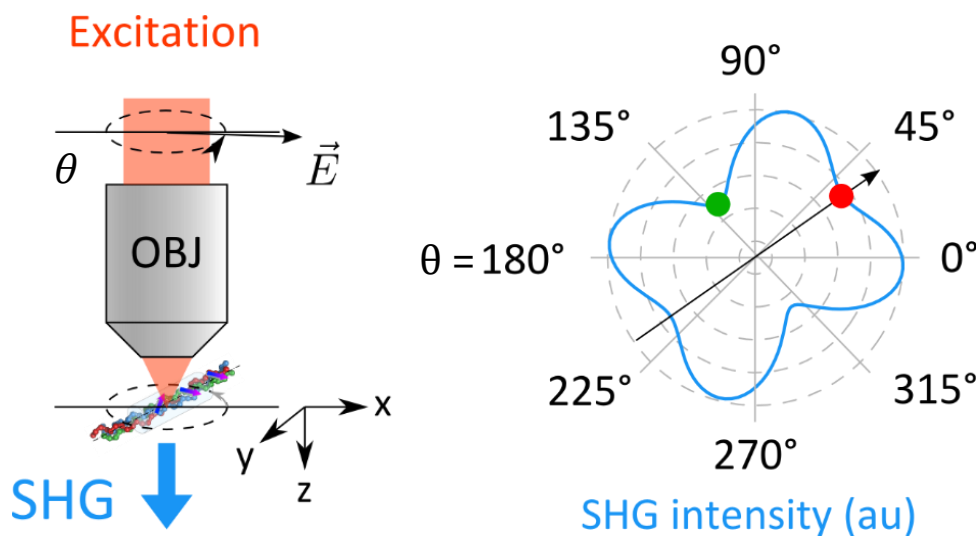 Excitation
θ
E
OBJ
x
y
z
SHG
90°
135°
45°
θ = 180°
0°
225°
315°
270°
SHG intensity (au)